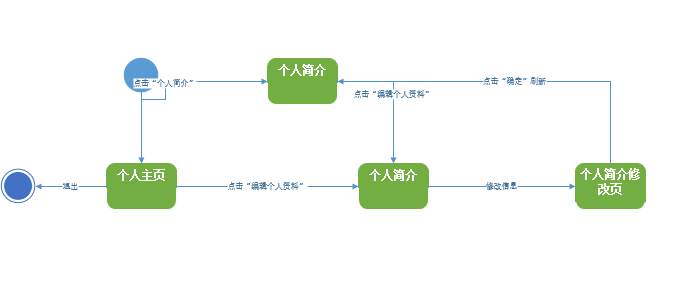 个人简介
点击“个人简介”
点击“确定”刷新
点击“编辑个人资料”
个人主页
个人简介
个人简介修
改页
退出
点击“编辑个人资料”
修改信息